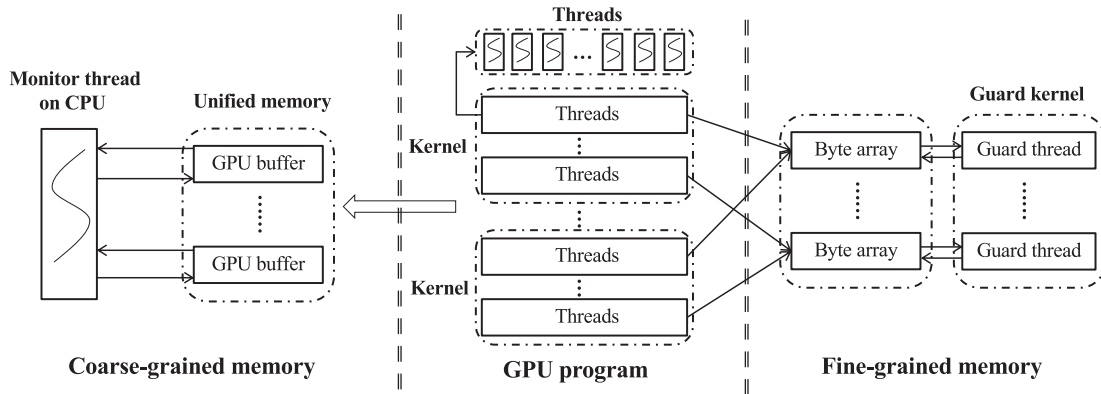 Monitor thread
on CPU
Unified memory
GPU buffer
GPU buffer
Coarse-grained memory
Threads
...
Kernel
Threads
Threads
Kernel
Threads
Threads
GPU program
Guard kernel
Byte array
Guard thread
Byte array
Guard thread
Fine-grained memory